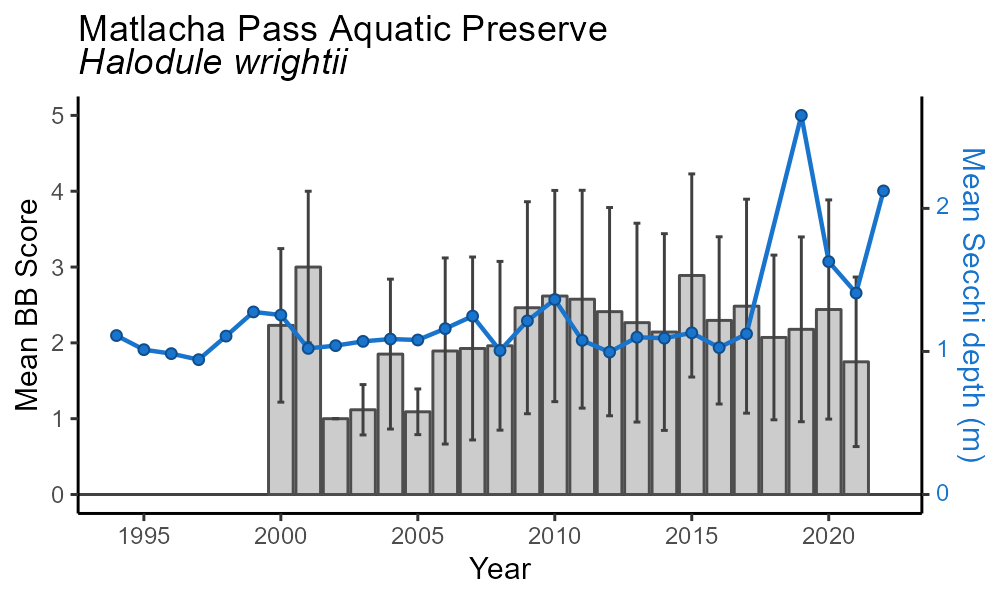 Matlacha Pass Aquatic Preserve
Halodule wrightii
Mean BB Score
5
4
3
2
1
0
Mean Secchi depth (m)
2
1
0
1995 2000 2005 2010 2015 2020
Year